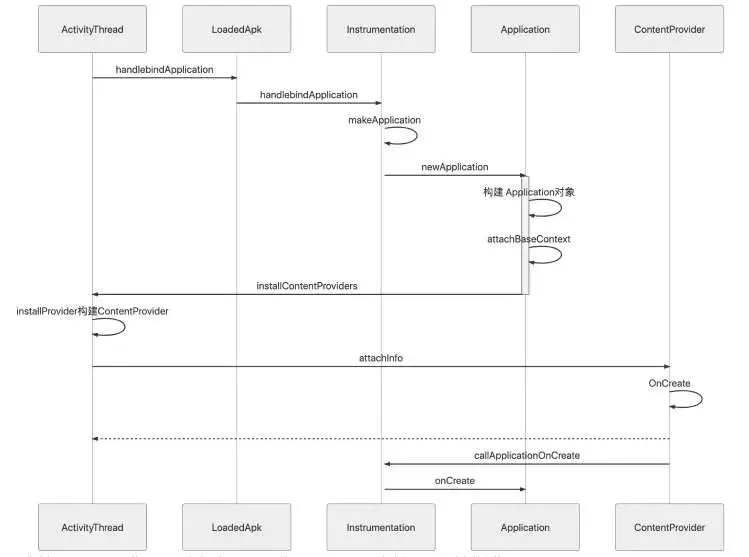 ActivityThread
LoadedApk
Instrumentation
Application
ContentProvider
handlebindApplication
handlebindApplication
makeApplication
newApplication
构建 Application对象
attachBaseContext
installContentProviders
installProvider构建ContentProvider
attachInfo
OnCreate
callApplicationOnCreate
onCreate
ActivityThread
LoadedApk
Instrumentation
Application
ContentProvider